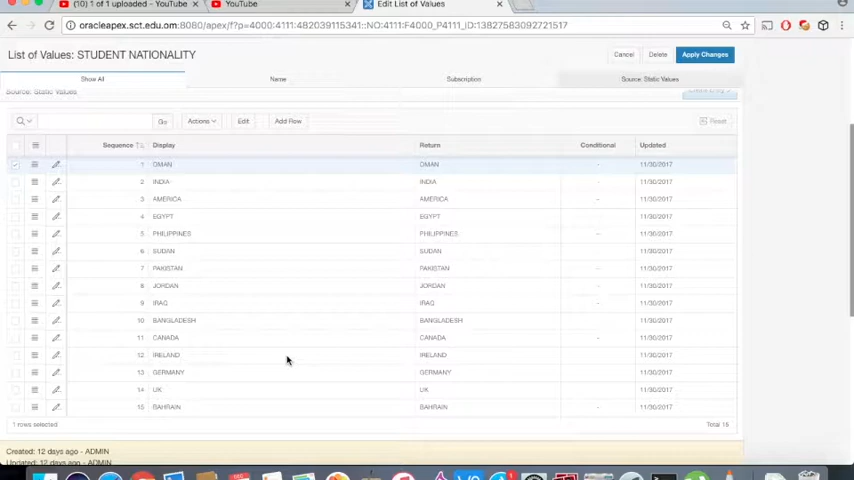 (10) 1 of 1 uploaded - YouTube × YouTube × Edit List of Values ×
oracleapex.sct.edu.om:8080/apex/f?p=4000:4111:482039115341::NO:4111:F4000_P4111_ID:13827583092721517
List of Values: STUDENT NATIONALITY Cancel Delete Apply Changes
Show All Name Subscription Source: Static Values
Source: Static Values
Go Actions Edit Add Row Reset
Sequence Display Return Conditional Updated
1 OMAN OMAN - 11/30/2017
2 INDIA INDIA - 11/30/2017
3 AMERICA AMERICA - 11/30/2017
4 EGYPT EGYPT - 11/30/2017
5 PHILIPPINES PHILIPPINES - 11/30/2017
6 SUDAN SUDAN - 11/30/2017
7 PAKISTAN PAKISTAN - 11/30/2017
8 JORDAN JORDAN - 11/30/2017
9 IRAQ IRAQ - 11/30/2017
10 BANGLADESH BANGLADESH 11/30/2017
11 CANADA CANADA - 11/30/2017
12 IRELAND IRELAND 11/30/2017
13 GERMANY GERMANY 11/30/2017
14 UK UK 11/30/2017
15 BAHRAIN BAHRAIN - 11/30/2017
1 rows selected Total 15
Created: 12 days ago - ADMIN
Updated: 12 days ago - ADMIN